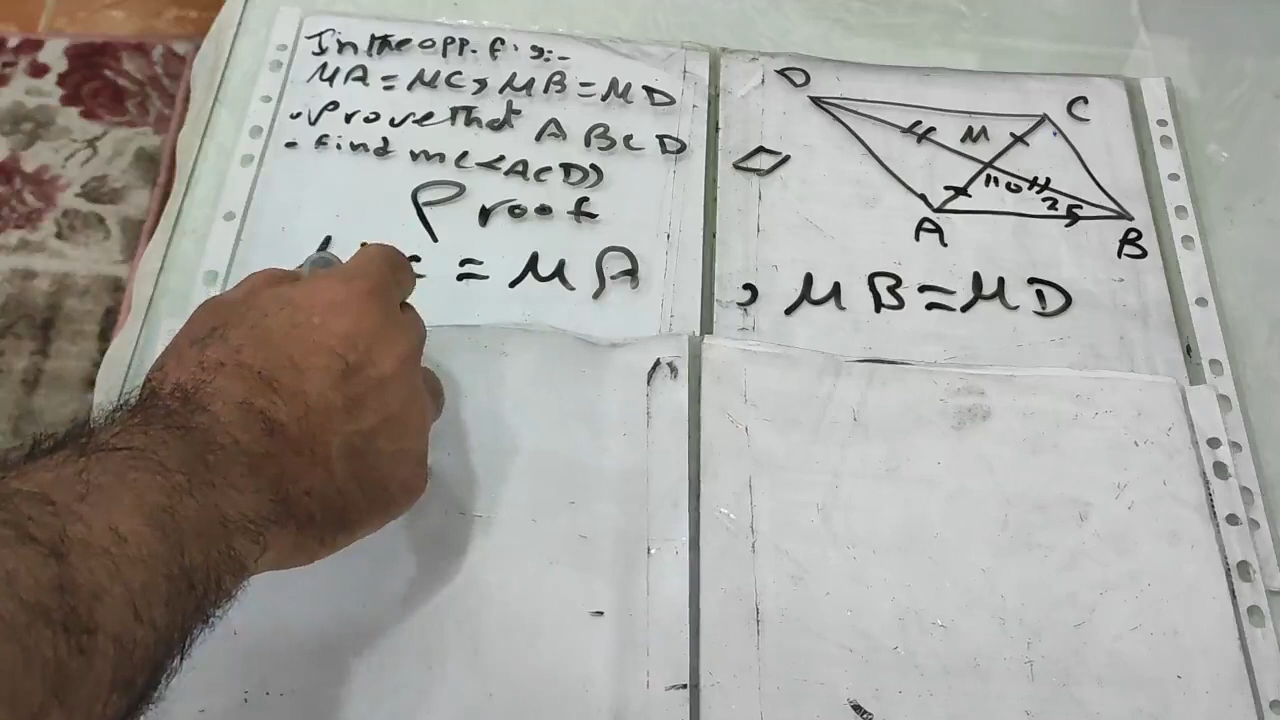 In the opp. fig:-
MA = MC, MB = MD
• Prove that ABCD ▱
• find m(<ACD)
Proof
= MA , MB = MD
D
C
M
110
25
A
B